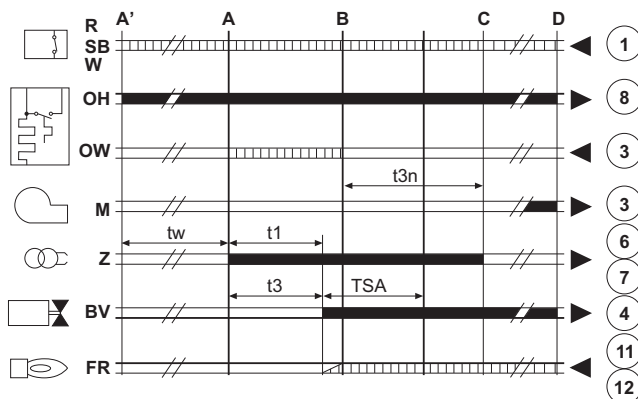 A' A B C D
R
SB 1
W
OH 8
OW 3
t3n
M 3
tw t1 6
Z
7
t3 TSA
BV 4
11
FR
12